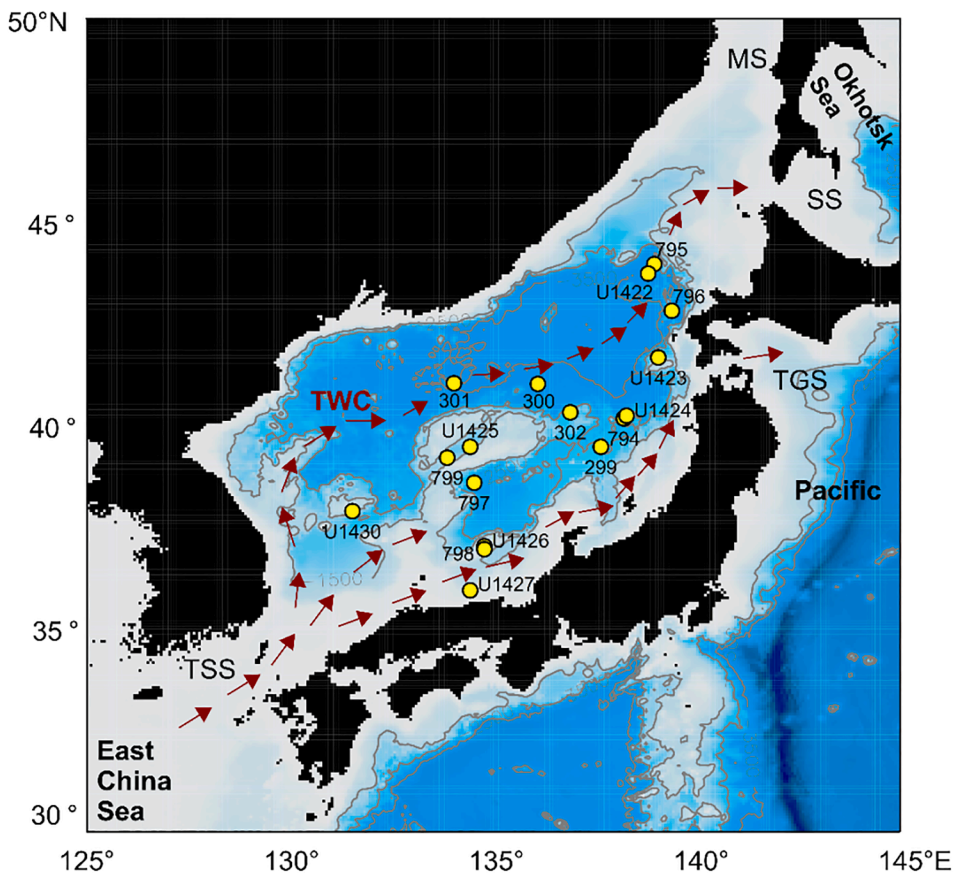 50°N
MS
Okhotsk
Sea
45 °
SS
795
U1422
796
U1423
TGS
301
300
TWC
302
U1424
794
40 °
U1425
799
299
797
Pacific
U1430
U1426
798
1500
U1427
35 °
TSS
East
China
Sea
30 °
125°
130°
135°
140°
145°E